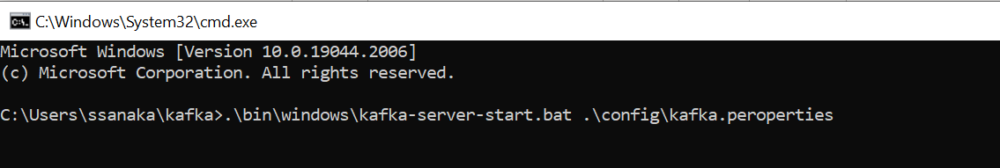 C:\Windows\System32\cmd.exe
Microsoft Windows [Version 10.0.19044.2006]
(c) Microsoft Corporation. All rights reserved.
C:\Users\ssanaka\kafka>.\bin\windows\kafka-server-start.bat .\config\kafka.peroperties